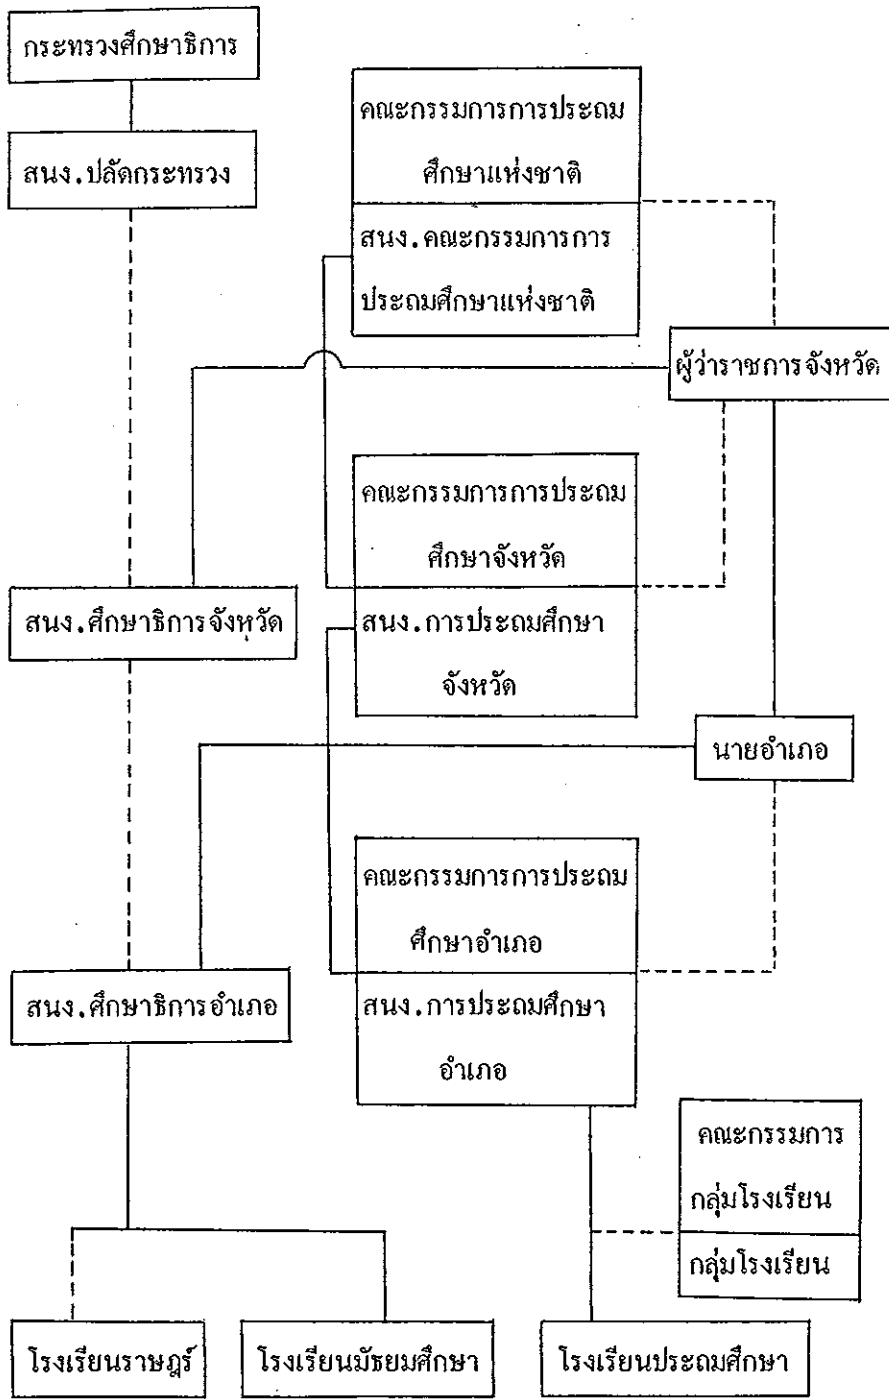 กระทรวงศึกษาธิการ
สนง.ปลัดกระทรวง
คณะกรรมการการประถม
ศึกษาแห่งชาติ
สนง.คณะกรรมการการ
ประถมศึกษาแห่งชาติ
ผู้ว่าราชการจังหวัด
คณะกรรมการการประถม
ศึกษาจังหวัด
สนง.ศึกษาธิการจังหวัด
สนง.การประถมศึกษา
จังหวัด
นายอำเภอ
คณะกรรมการการประถม
ศึกษาอำเภอ
สนง.ศึกษาธิการอำเภอ
สนง.การประถมศึกษา
อำเภอ
คณะกรรมการ
กลุ่มโรงเรียน
กลุ่มโรงเรียน
โรงเรียนราษฎร์
โรงเรียนมัธยมศึกษา
โรงเรียนประถมศึกษา